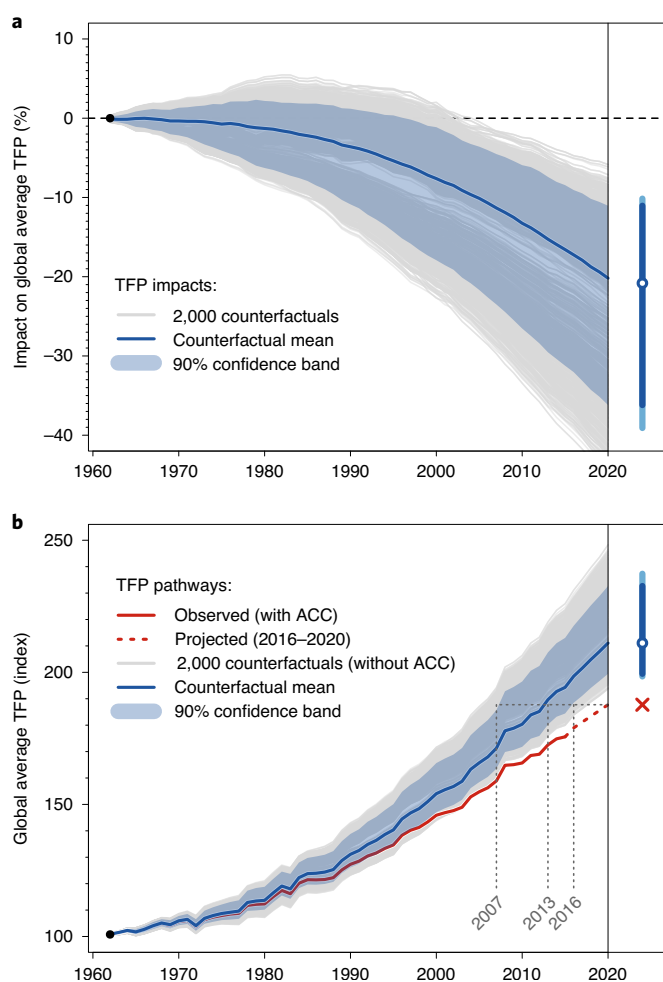 a
10
0
–10
–20
–30
–40
Impact on global average TFP (%)
TFP impacts:
2,000 counterfactuals
Counterfactual mean
90% confidence band
1960 1970 1980 1990 2000 2010 2020
b
250
200
150
100
Global average TFP (index)
TFP pathways:
Observed (with ACC)
Projected (2016–2020)
2,000 counterfactuals (without ACC)
Counterfactual mean
90% confidence band
2007 2013 2016
1960 1970 1980 1990 2000 2010 2020